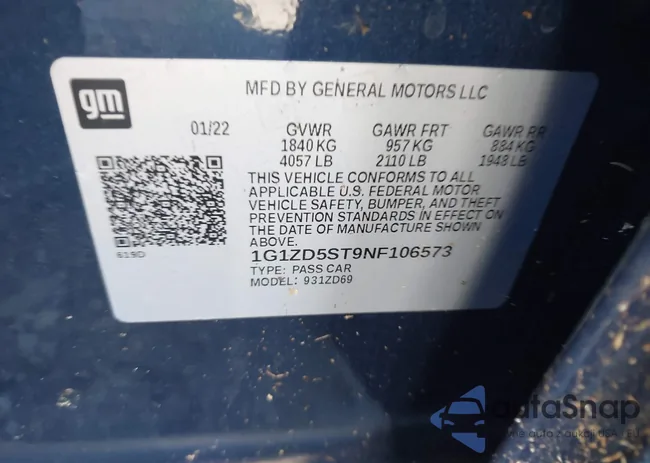 gm
MFD BY GENERAL MOTORS LLC
01/22 GVWR GAWR FRT GAWR RR
1840 KG 957 KG 884 KG
4057 LB 2110 LB 1948 LB
THIS VEHICLE CONFORMS TO ALL
APPLICABLE U.S. FEDERAL MOTOR
VEHICLE SAFETY, BUMPER, AND THEFT
PREVENTION STANDARDS IN EFFECT ON
THE DATE OF MANUFACTURE SHOWN
ABOVE.
619D
1G1ZD5ST9NF106573
TYPE: PASS CAR
MODEL: 931ZD69
autoSnap